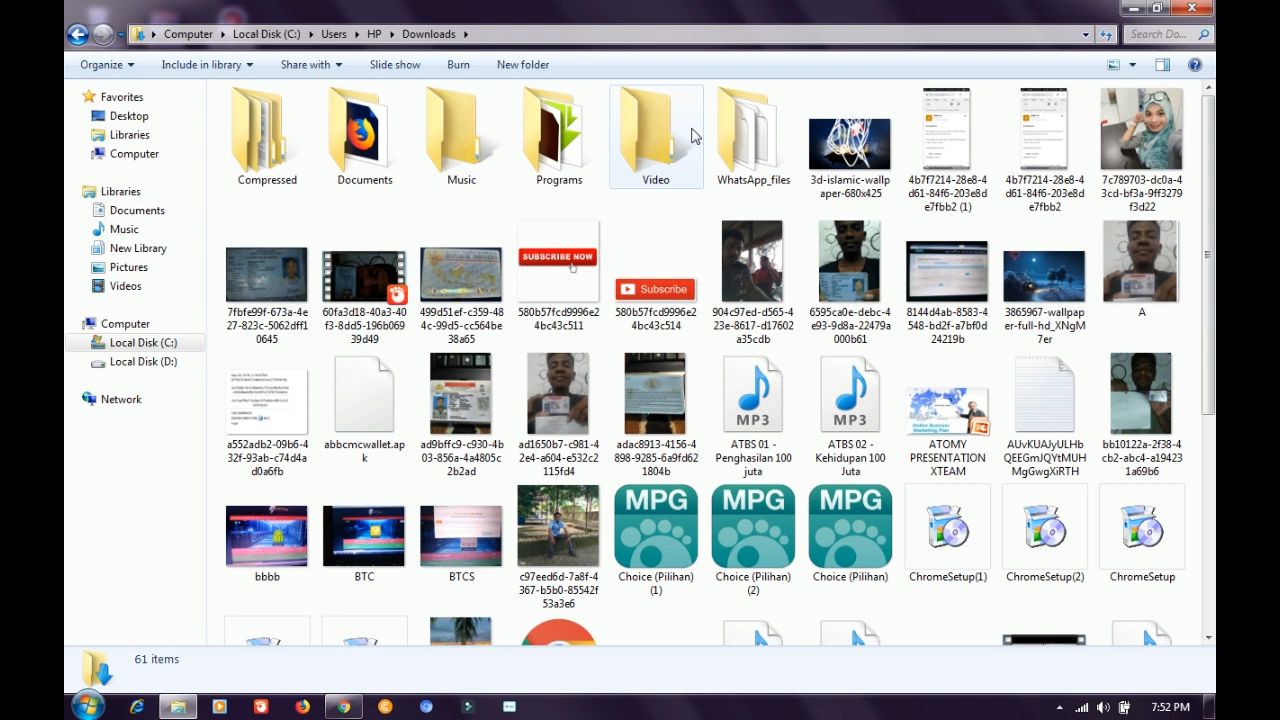 Computer Local Disk (C:) Users HP Downloads
Search Do...
Organize Include in library Share with Slide show Burn New folder
Favorites
Desktop
Libraries
Computer
Libraries
Documents
Music
New Library
Pictures
Videos
Computer
Local Disk (C:)
Local Disk (D:)
Network
Compressed
Documents
Music
Programs
Video
WhatsApp_files
3d-islamic-wallp
aper-680x425
4b7f7214-28e8-4
d61-84f6-203e8d
e7fbb2 (1)
4b7f7214-28e8-4
d61-84f6-203e8d
e7fbb2
7c789703-dc0a-4
3cd-bf3a-9ff3279
f3d22
7fbfe99f-673a-4e
27-823c-5062dff1
0645
60fa3d18-40a3-40
f3-8dd5-196b069
39d49
499d51ef-c359-48
4c-99d5-cc564be
38a65
SUBSCRIBE NOW
580b57fcd9996e2
4bc43c511
Subscribe
580b57fcd9996e2
4bc43c514
904c97ed-d565-4
23e-8617-d17602
a35cdb
6595ca0e-debc-4
e93-9d8a-22479a
000b61
8144d4ab-8583-4
548-bd2f-a7bf0d
24219b
3865967-wallpap
er-full-hd_XNgM
7er
A
a552adb2-09b6-4
32f-93ab-c74d4a
d0a6fb
abbcmcwallet.ap
k
ad9bffc9-c930-4b
03-856a-4a4805c
2b2ad
ad1650b7-c981-4
2e4-a604-e532c2
115fd4
adac8913-4156-4
898-9285-6a9fd62
1804b
MP3
ATBS 01 -
Penghasilan 100
juta
MP3
ATBS 02 -
Kehidupan 100
Juta
Online Business
Marketing Plan
ATOMY
PRESENTATION
XTEAM
AUvKUAJyULHb
QEEGmJQYtMUH
MgGwgXiRTH
bb10122a-2f38-4
cb2-abc4-a19423
1a69b6
bbbb
BTC
BTCS
c97eed6d-7a8f-4
367-b5b0-85542f
53a3e6
MPG
Choice (Pilihan)
(1)
MPG
Choice (Pilihan)
(2)
MPG
Choice (Pilihan)
ChromeSetup(1)
ChromeSetup(2)
ChromeSetup
61 items
7:52 PM